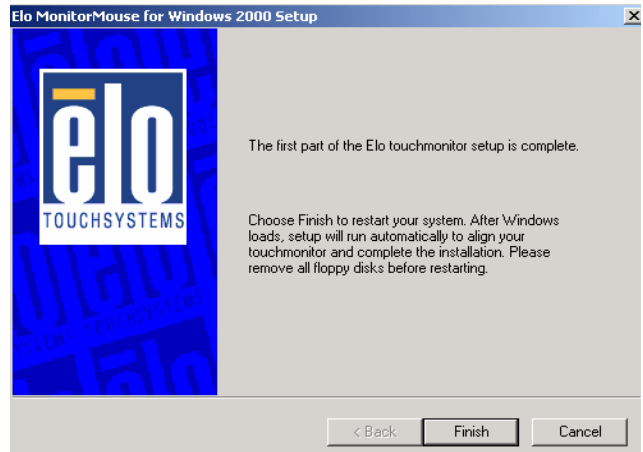 Elo MonitorMouse for Windows 2000 Setup
ēlo
TOUCHSYSTEMS
The first part of the Elo touchmonitor setup is complete.
Choose Finish to restart your system. After Windows
loads, setup will run automatically to align your
touchmonitor and complete the installation. Please
remove all floppy disks before restarting.
< Back
Finish
Cancel